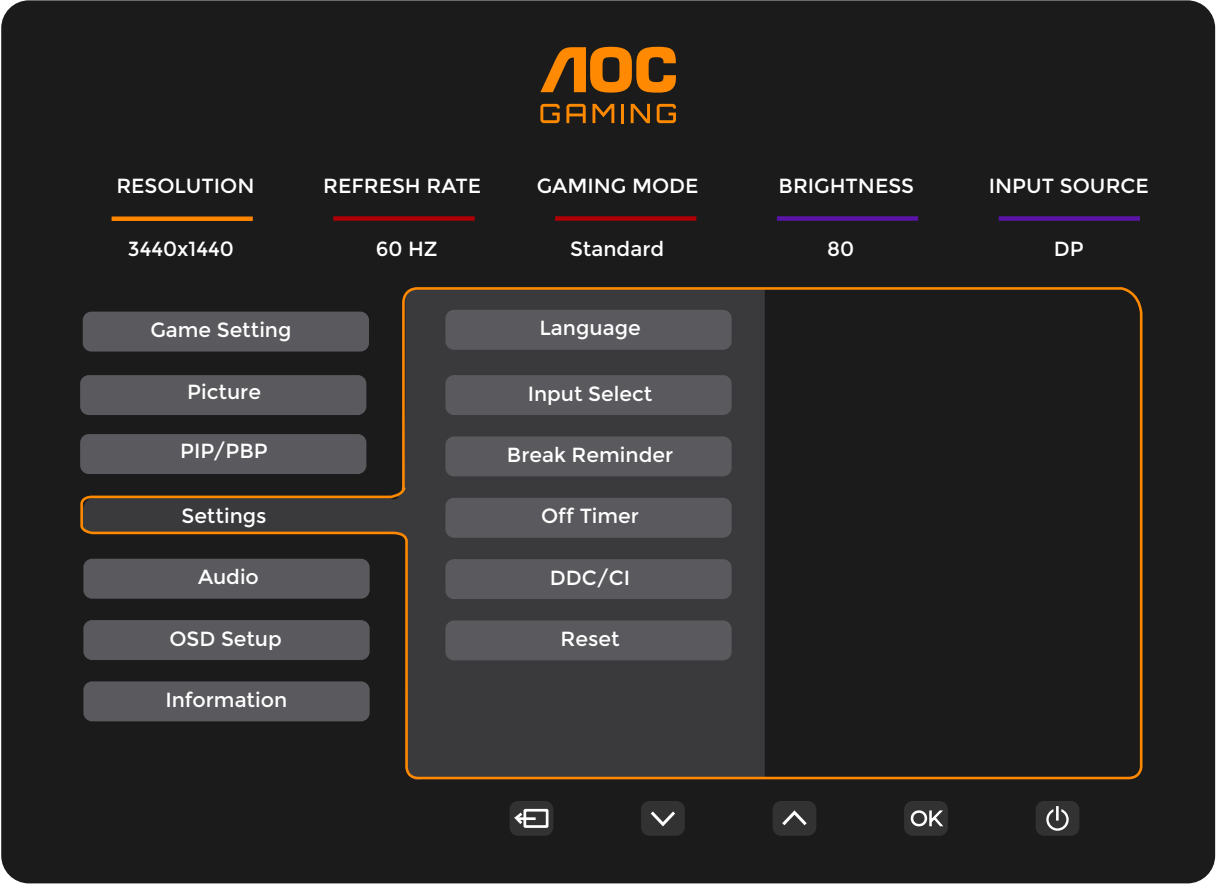 AOC
GAMING
RESOLUTION REFRESH RATE GAMING MODE BRIGHTNESS INPUT SOURCE
3440x1440 60 HZ Standard 80 DP
Game Setting
Picture
PIP/PBP
Settings
Audio
OSD Setup
Information
Language
Input Select
Break Reminder
Off Timer
DDC/CI
Reset
OK